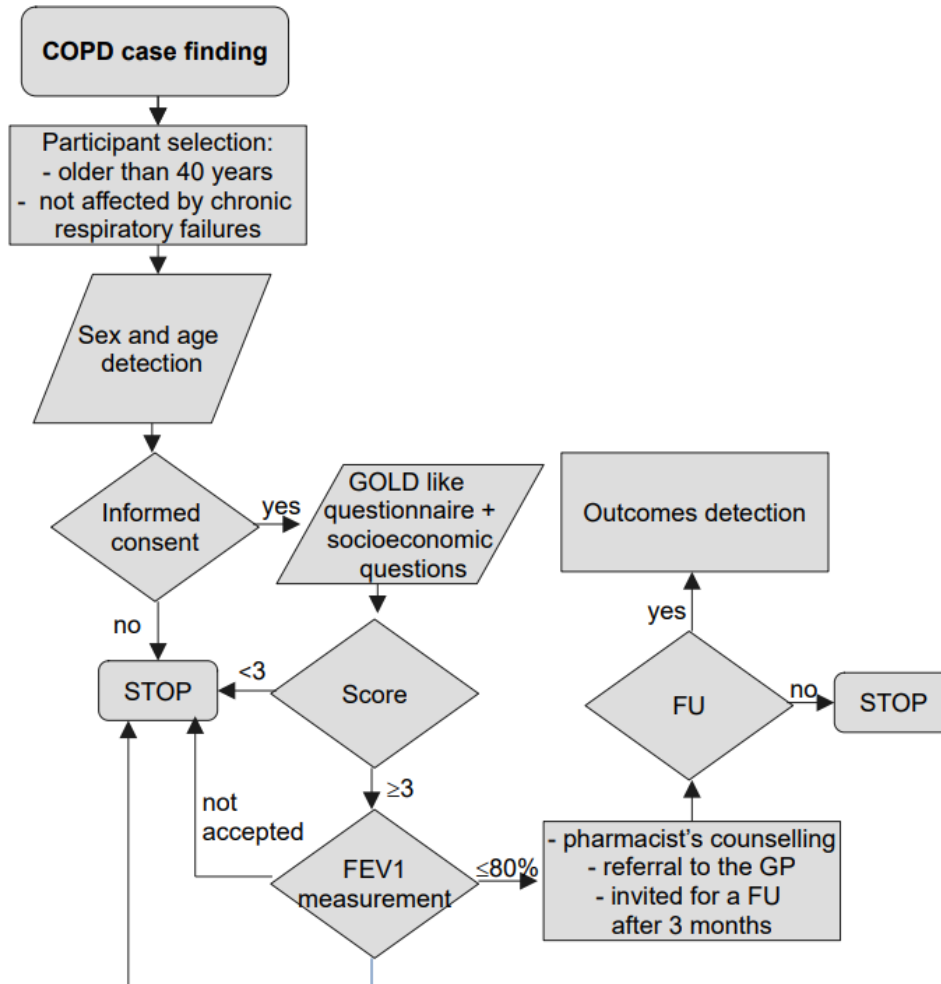 COPD case finding
Participant selection:
- older than 40 years
- not affected by chronic
respiratory failures
Sex and age
detection
Informed
consent
yes
no
GOLD like
questionnaire +
socioeconomic
questions
<3
STOP
Score
≥3
not
accepted
FEV1
measurement
≤80%
- pharmacist's counselling
- referral to the GP
- invited for a FU
after 3 months
FU
yes
no
Outcomes detection
STOP